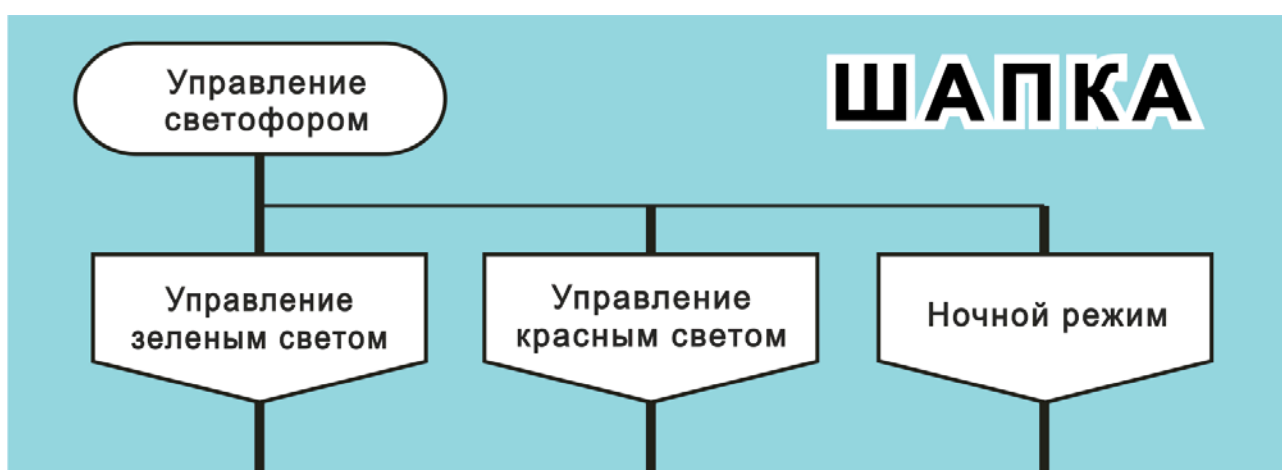 Управление
светофором
ШАПКА
Управление
зеленым светом
Управление
красным светом
Ночной режим